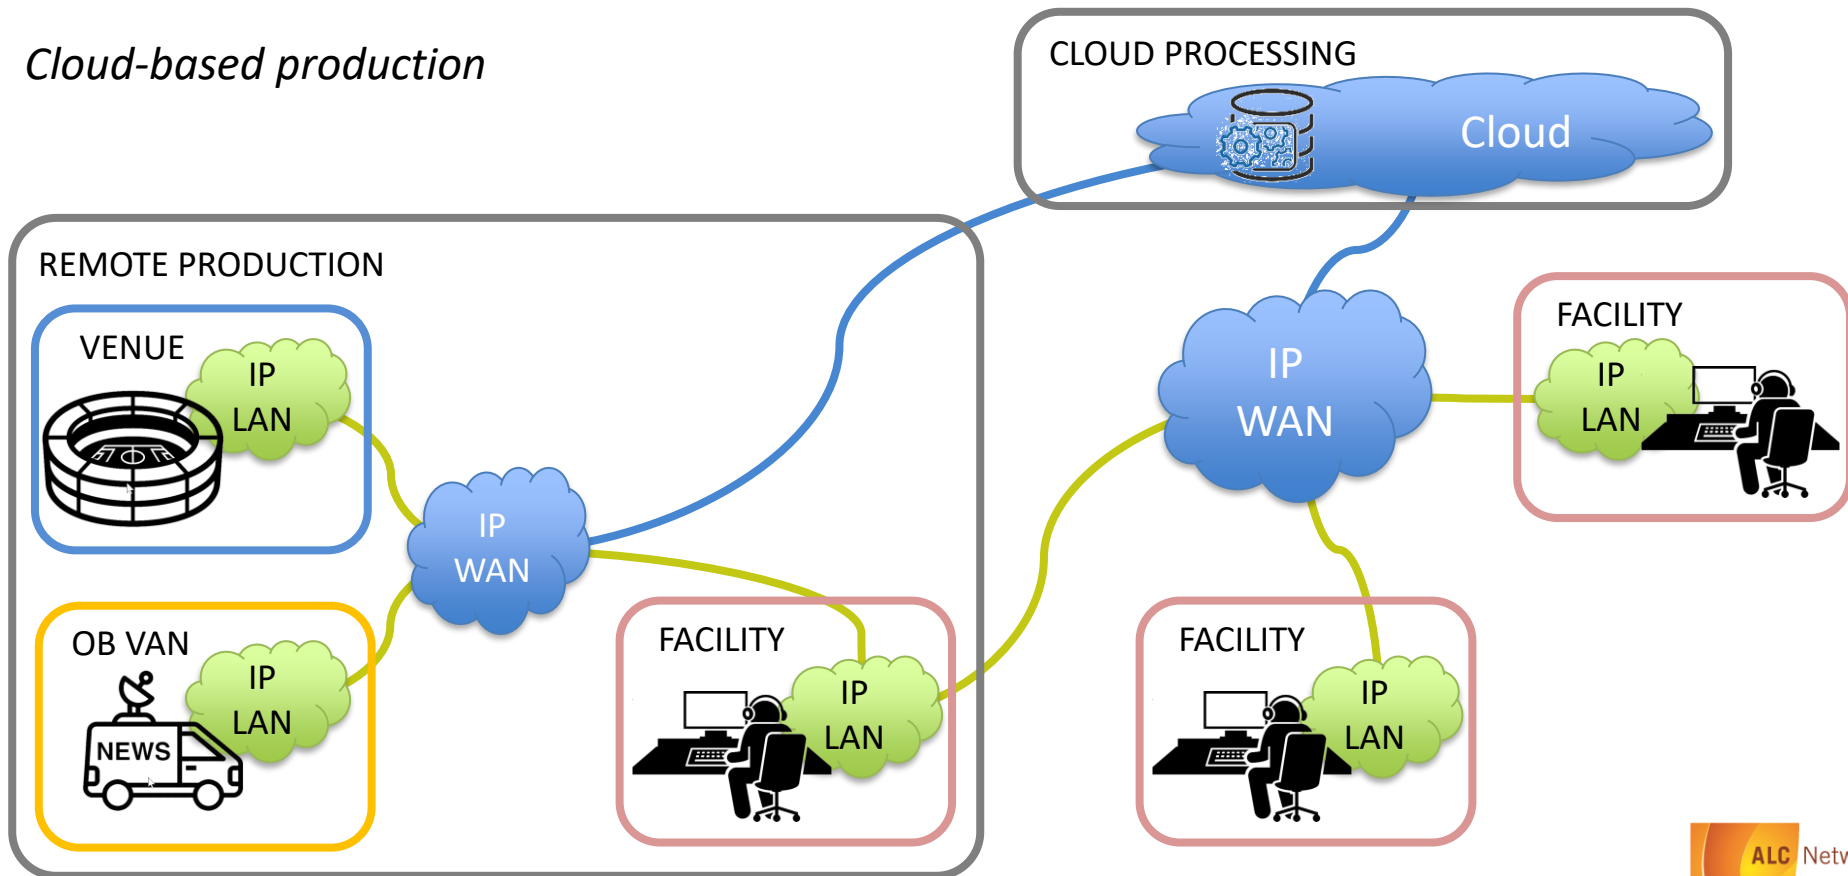 Cloud-based production
CLOUD PROCESSING
Cloud
REMOTE PRODUCTION
VENUE
IP
LAN
IP
WAN
OB VAN
IP
LAN
NEWS
FACILITY
IP
LAN
IP
WAN
FACILITY
IP
LAN
FACILITY
IP
LAN
ALC Netw